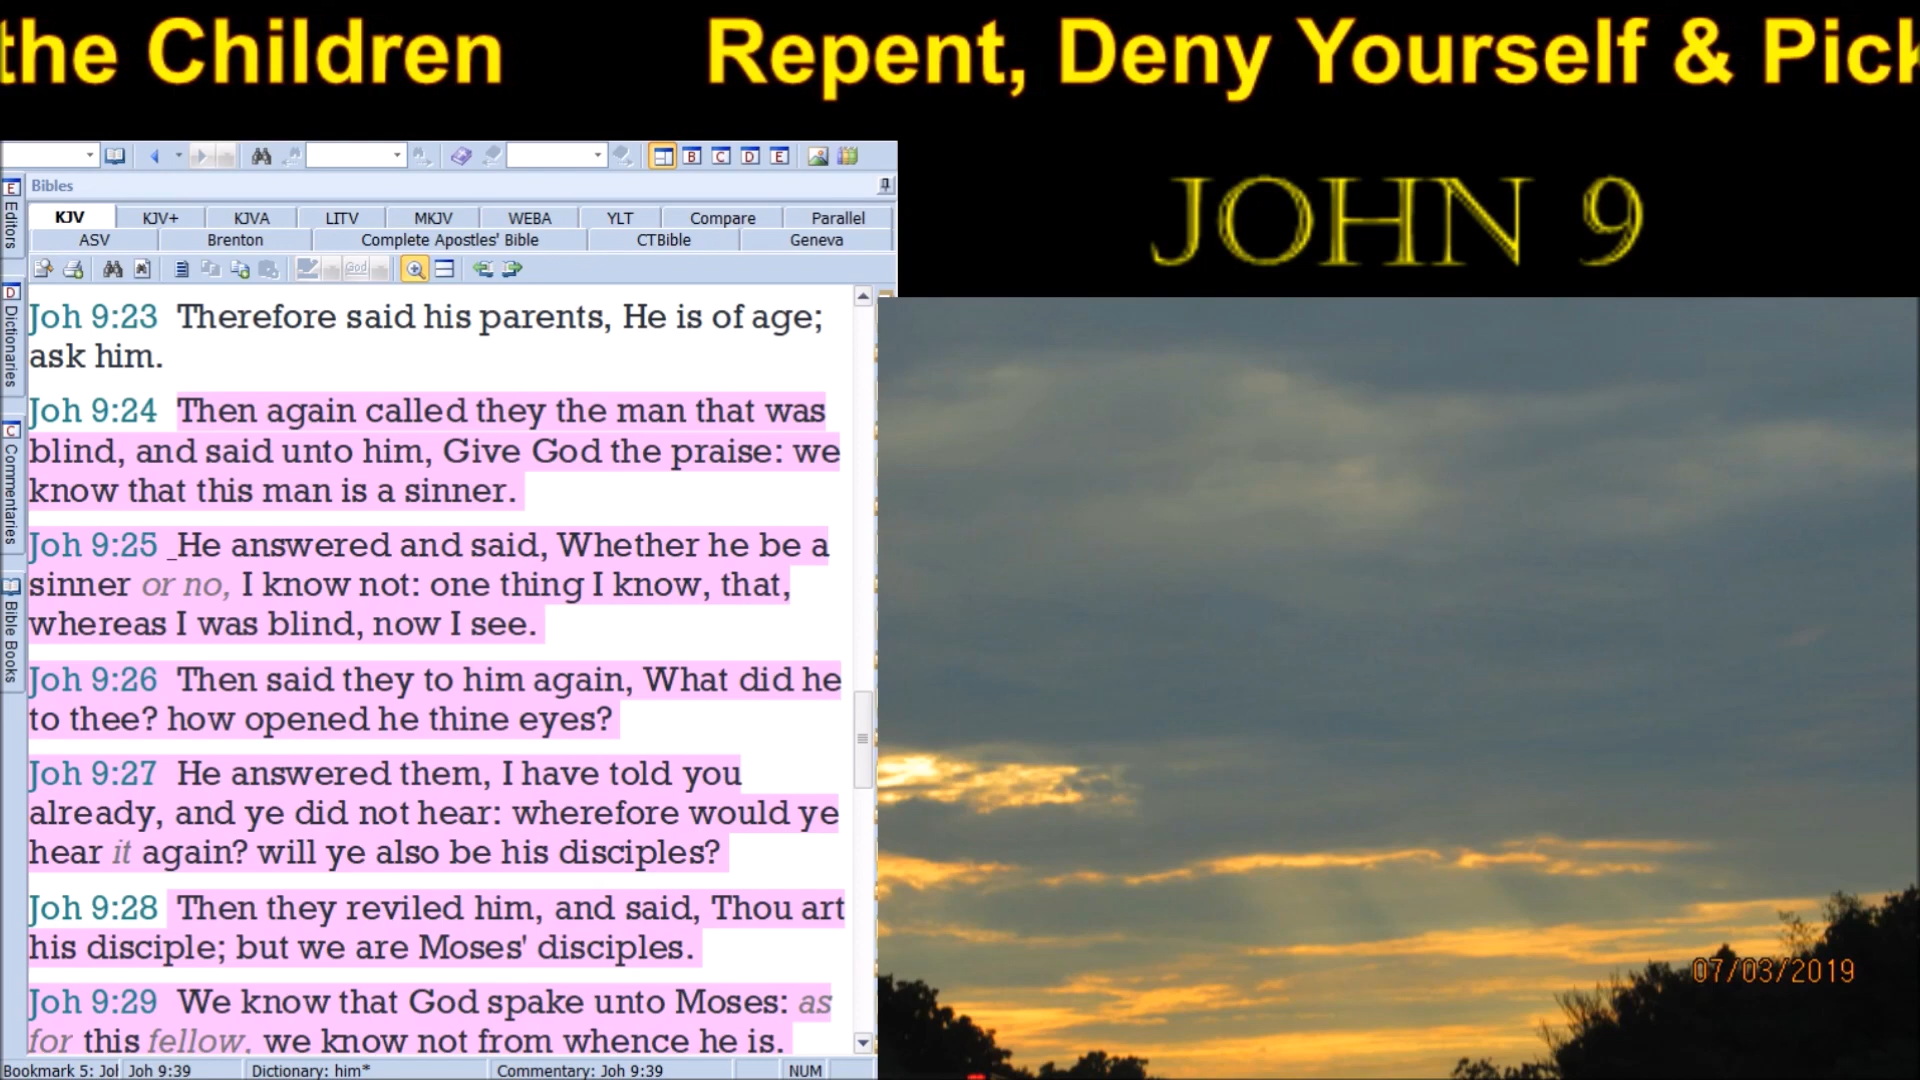 the Children Repent, Deny Yourself & Pick
JOHN 9
B C D E
Bibles
KJV KJV+ KJVA LITV MKJV WEBA YLT Compare Parallel
ASV Brenton Complete Apostles' Bible CTBible Geneva
God
E Editors
D Dictionaries
C Commentaries
Bible Books
Joh 9:23 Therefore said his parents, He is of age;
ask him.
Joh 9:24 Then again called they the man that was
blind, and said unto him, Give God the praise: we
know that this man is a sinner.
Joh 9:25 _He answered and said, Whether he be a
sinner or no, I know not: one thing I know, that,
whereas I was blind, now I see.
Joh 9:26 Then said they to him again, What did he
to thee? how opened he thine eyes?
Joh 9:27 He answered them, I have told you
already, and ye did not hear: wherefore would ye
hear it again? will ye also be his disciples?
Joh 9:28 Then they reviled him, and said, Thou art
his disciple; but we are Moses' disciples.
Joh 9:29 We know that God spake unto Moses: as
for this fellow, we know not from whence he is.
Bookmark 5: Joh Joh 9:39 Dictionary: him* Commentary: Joh 9:39 NUM
07/03/2019